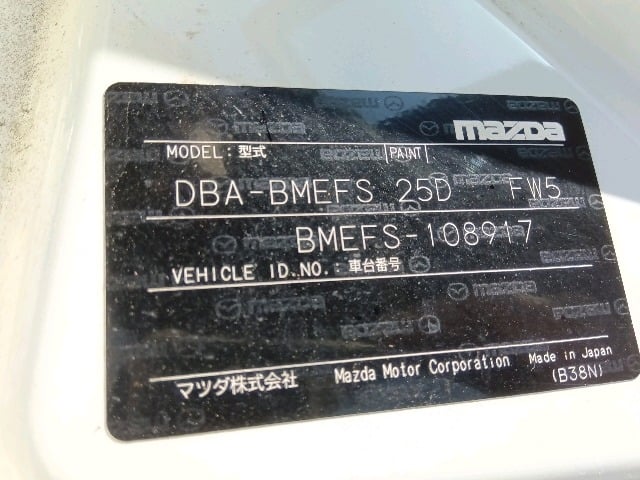 mazda
MODEL: 型式 PAINT
DBA-BMEFS 25D FW5
BMEFS-108917
VEHICLE ID.NO.: 車台番号
マツダ株式会社 Mazda Motor Corporation Made in Japan
(B38N)